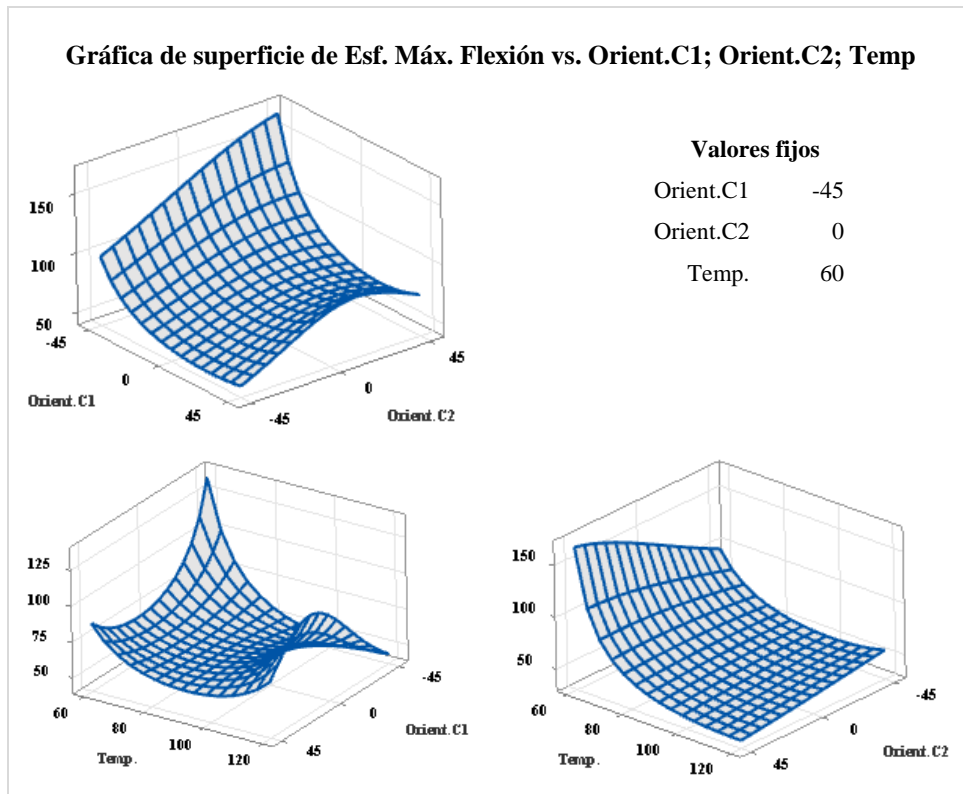 Gráfica de superficie de Esf. Máx. Flexión vs. Orient.C1; Orient.C2; Temp
Valores fijos
Orient.C1 -45
Orient.C2 0
Temp. 60
150
100
50
-45
0
45
Orient.C1
-45
0
45
Orient.C2
125
100
75
50
60
80
100
120
Temp.
45
0
-45
Orient.C1
150
100
50
60
80
100
120
Temp.
45
0
-45
Orient.C2